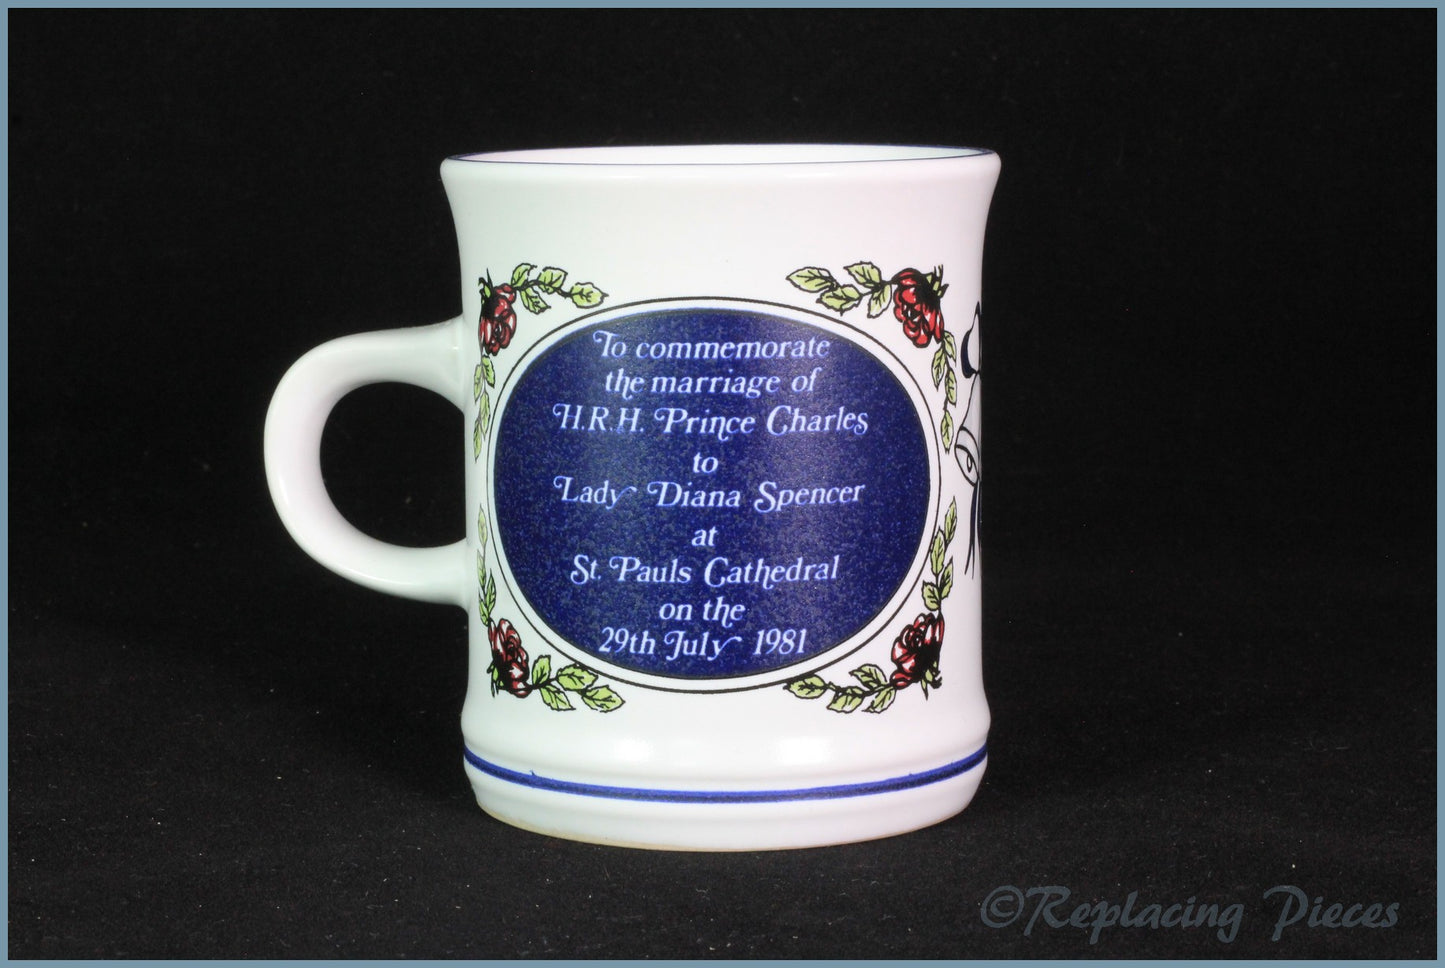 To commemorate
the marriage of
H.R.H. Prince Charles
to
Lady Diana Spencer
at
St. Pauls Cathedral
on the
29th July 1981
©Replacing Pieces